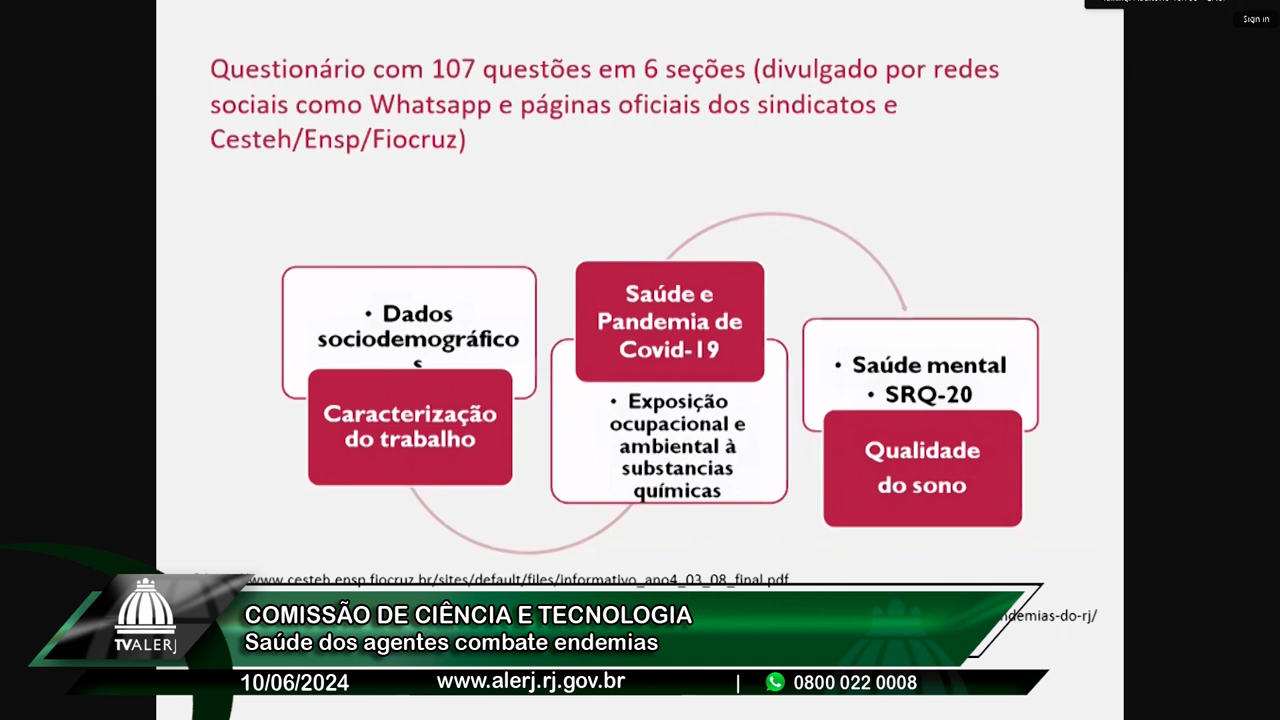 Sign in
Questionário com 107 questões em 6 seções (divulgado por redes
sociais como Whatsapp e páginas oficiais dos sindicatos e
Cesteh/Ensp/Fiocruz)
• Dados
sociodemográfico
s
Caracterização
do trabalho
Saúde e
Pandemia de
Covid-19
• Exposição
ocupacional e
ambiental à
substancias
químicas
• Saúde mental
• SRQ-20
Qualidade
do sono
www.cesteh.ensp.fiocruz.br/sites/default/files/informativo_ano4_03_08_final.pdf
ndemias-do-rj/
TVALERJ
COMISSÃO DE CIÊNCIA E TECNOLOGIA
Saúde dos agentes combate endemias
10/06/2024 www.alerj.rj.gov.br | 0800 022 0008